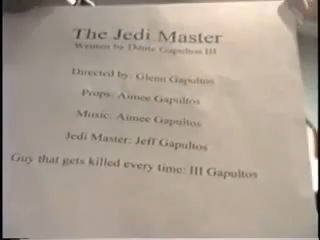 The Jedi Master
Written by Dante Gapultos III
Directed by: Glenn Gapultos
Props: Aimee Gapultos
Music: Aimee Gapultos
Jedi Master: Jeff Gapultos
Guy that gets killed every time: III Gapultos